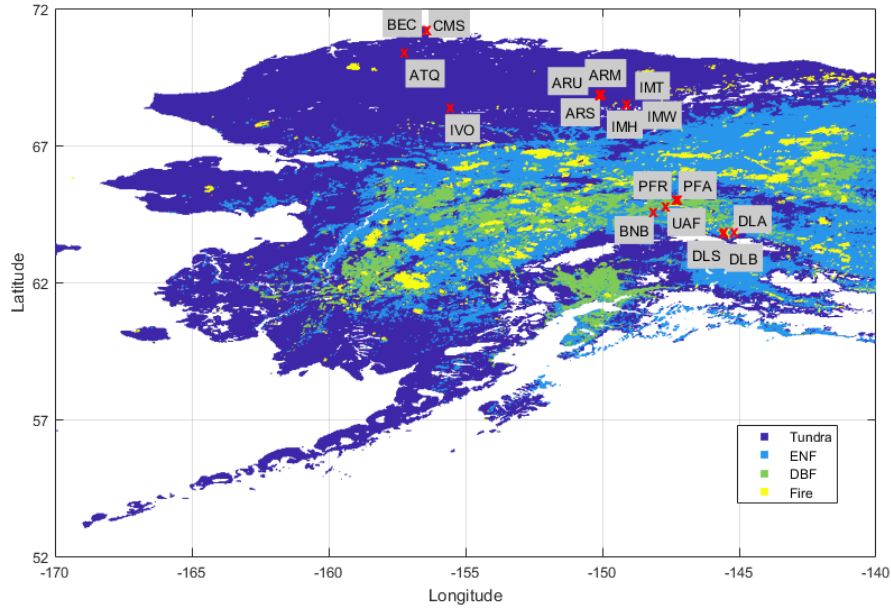 72
67
62
57
52
Latitude
BEC
CMS
ATQ
IVO
ARU
ARM
ARS
IMT
IMH
IMW
PFR
PFA
BNB
UAF
DLA
DLS
DLB
Tundra
ENF
DBF
Fire
-170
-165
-160
-155
-150
-145
-140
Longitude